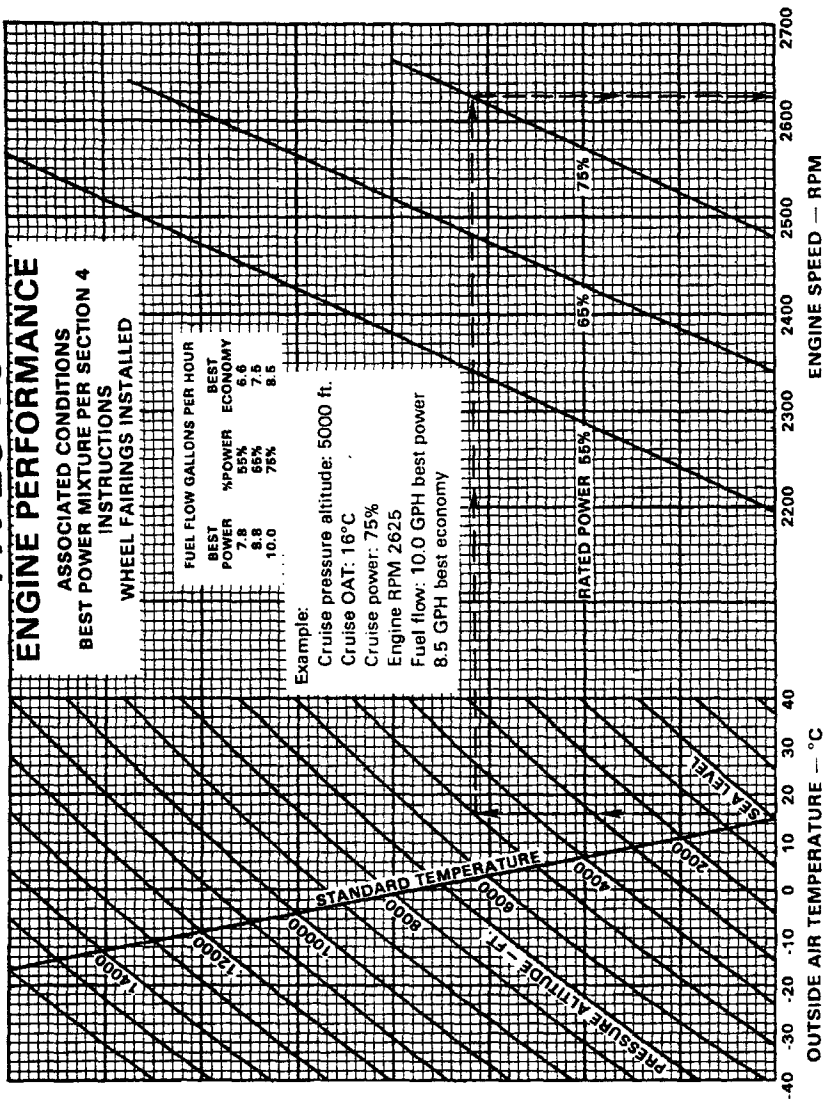 ENGINE PERFORMANCE
ASSOCIATED CONDITIONS
BEST POWER MIXTURE PER SECTION 4
INSTRUCTIONS
WHEEL FAIRINGS INSTALLED
FUEL FLOW GALLONS PER HOUR
BEST POWER %POWER BEST ECONOMY
7.8 55% 6.6
8.8 65% 7.5
10.0 75% 8.5
Example:
Cruise pressure altitude: 5000 ft.
Cruise OAT: 16°C
Cruise power: 75%
Engine RPM 2625
Fuel flow: 10.0 GPH best power
8.5 GPH best economy
14000
12000
10000
8000
6000
4000
2000
SEA LEVEL
STANDARD TEMPERATURE
PRESSURE ALTITUDE – FT.
RATED POWER 55%
65%
75%
-40 -30 -20 -10 0 10 20 30 40
OUTSIDE AIR TEMPERATURE – °C
2200 2300 2400 2500 2600 2700
ENGINE SPEED – RPM